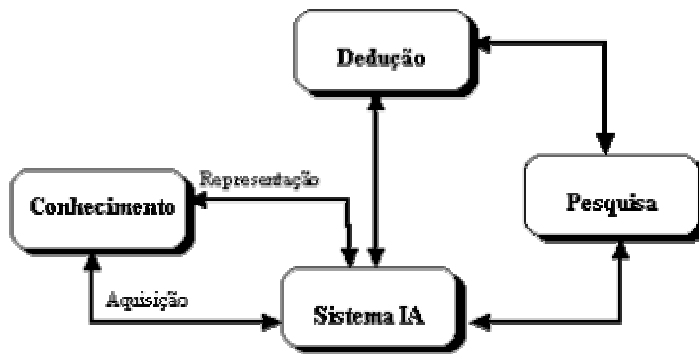 Dedução
Representação
Conhecimento
Pesquisa
Aquisição
Sistema IA